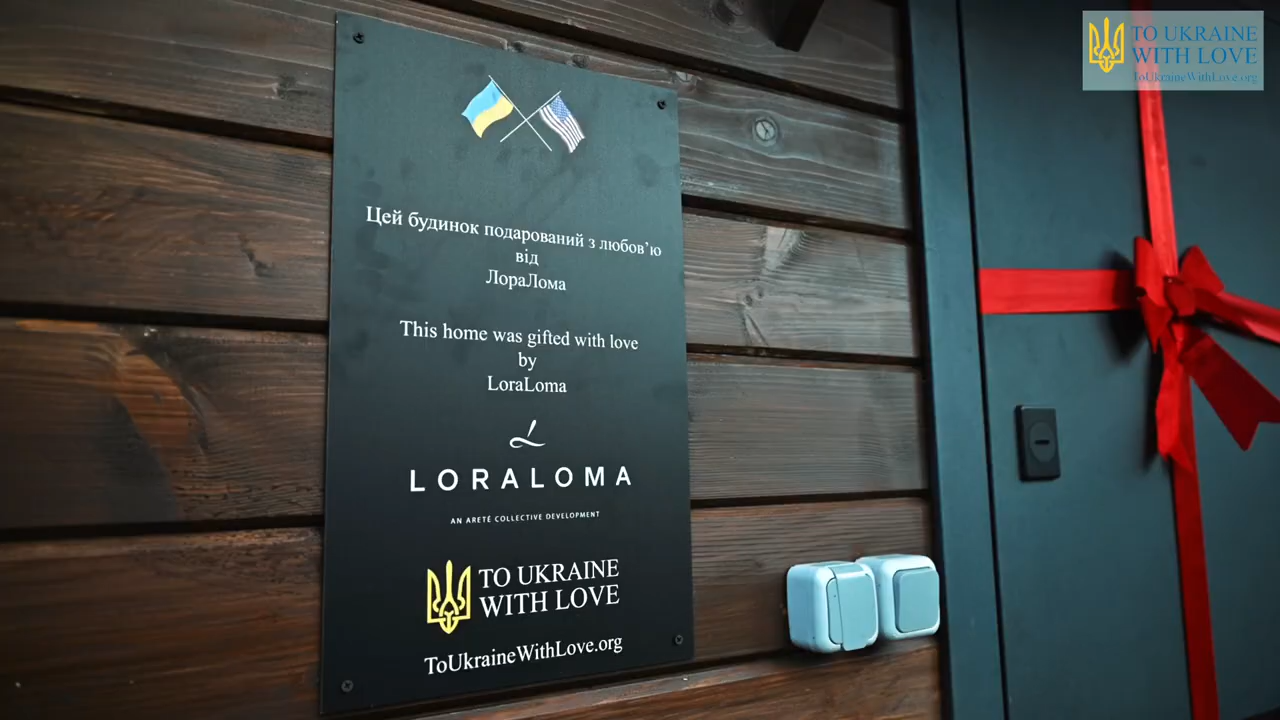 TO UKRAINE
WITH LOVE
ToUkraineWithLove.org
Цей будинок подарований з любов’ю
від
ЛораЛома
This home was gifted with love
by
LoraLoma
LORALOMA
AN ARETÉ COLLECTIVE DEVELOPMENT
TO UKRAINE
WITH LOVE
ToUkraineWithLove.org